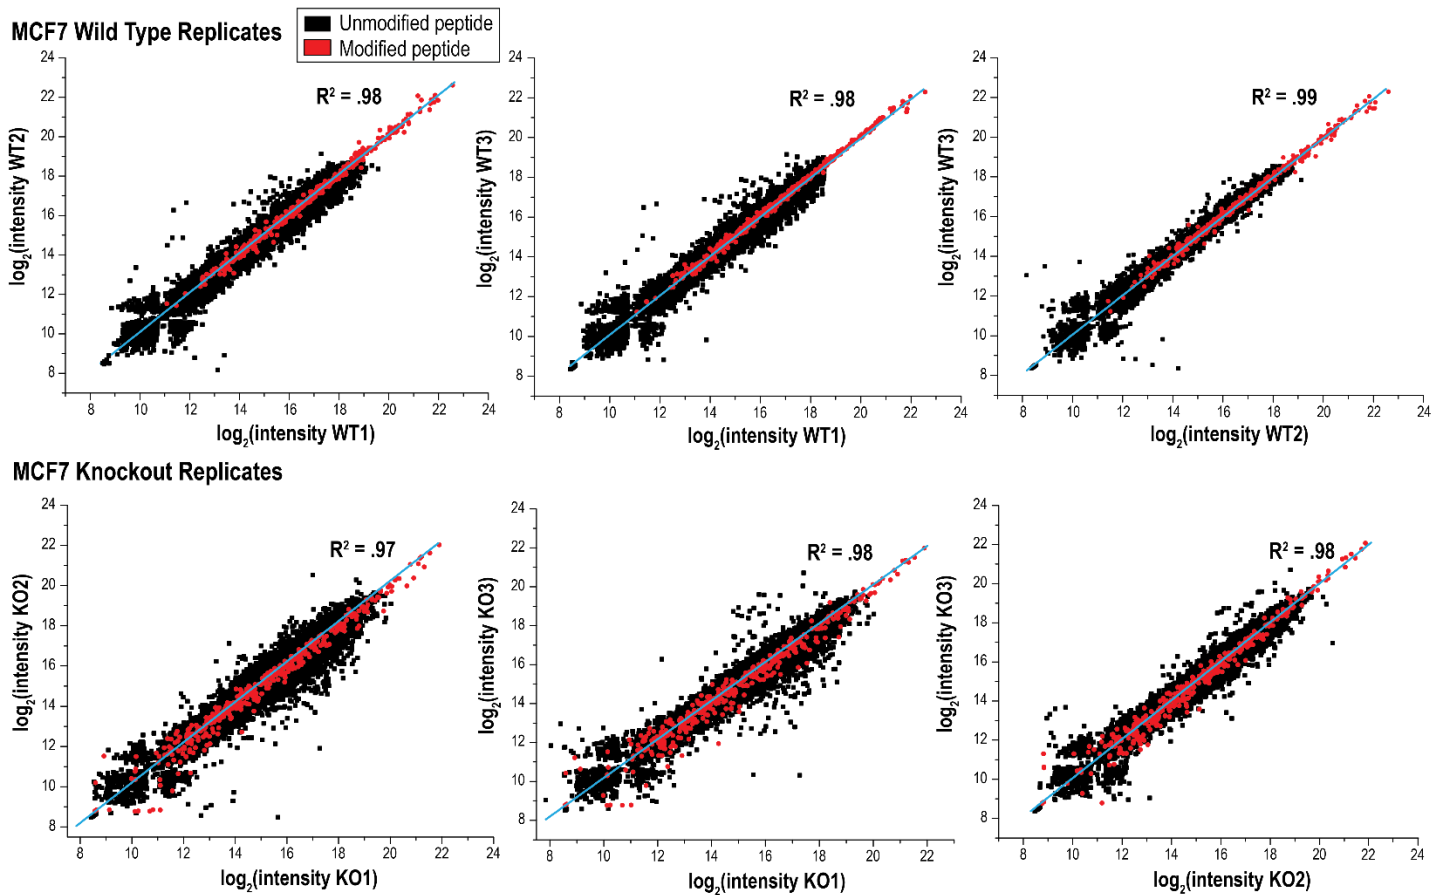 MCF7 Wild Type Replicates
Unmodified peptide
Modified peptide
24
22
20
18
16
14
12
10
8
log2(intensity WT2)
R² = .98
8 10 12 14 16 18 20 22 24
log2(intensity WT1)
24
22
20
18
16
14
12
10
8
log2(intensity WT3)
R² = .98
8 10 12 14 16 18 20 22 24
log2(intensity WT1)
24
22
20
18
16
14
12
10
8
log2(intensity WT3)
R² = .99
8 10 12 14 16 18 20 22 24
log2(intensity WT2)
MCF7 Knockout Replicates
24
22
20
18
16
14
12
10
8
log2(intensity KO2)
R² = .97
8 10 12 14 16 18 20 22 24
log2(intensity KO1)
24
22
20
18
16
14
12
10
8
log2(intensity KO3)
R² = .98
8 10 12 14 16 18 20 22
log2(intensity KO1)
24
22
20
18
16
14
12
10
8
log2(intensity KO3)
R² = .98
8 10 12 14 16 18 20 22 24
log2(intensity KO2)